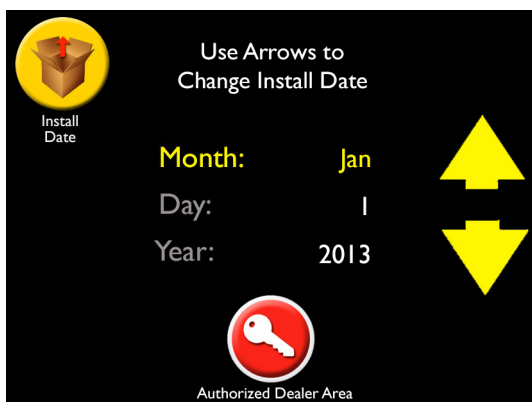 Use Arrows to
Change Install Date
Install
Date
Month: Jan
Day: 1
Year: 2013
Authorized Dealer Area